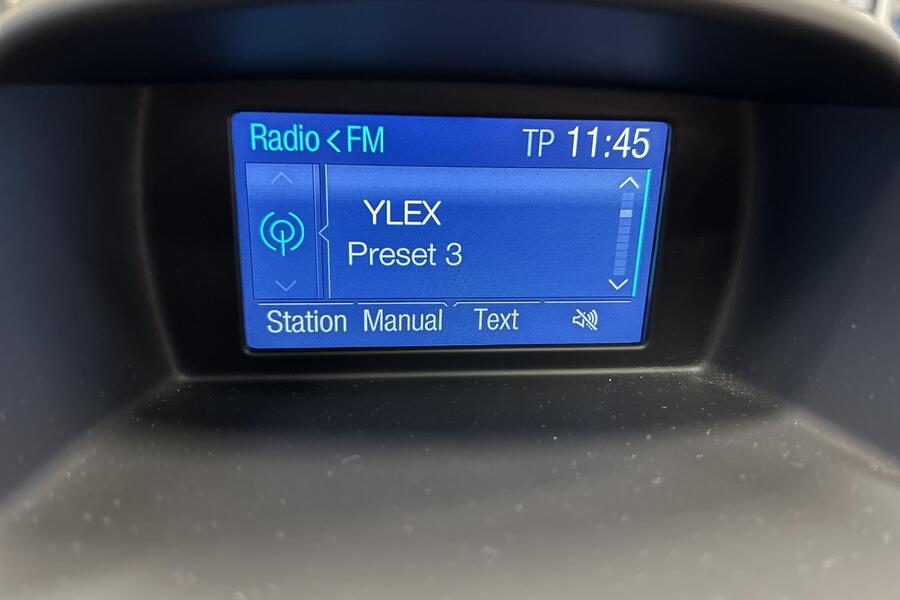 Radio < FM TP 11:45
YLEX
Preset 3
Station Manual Text